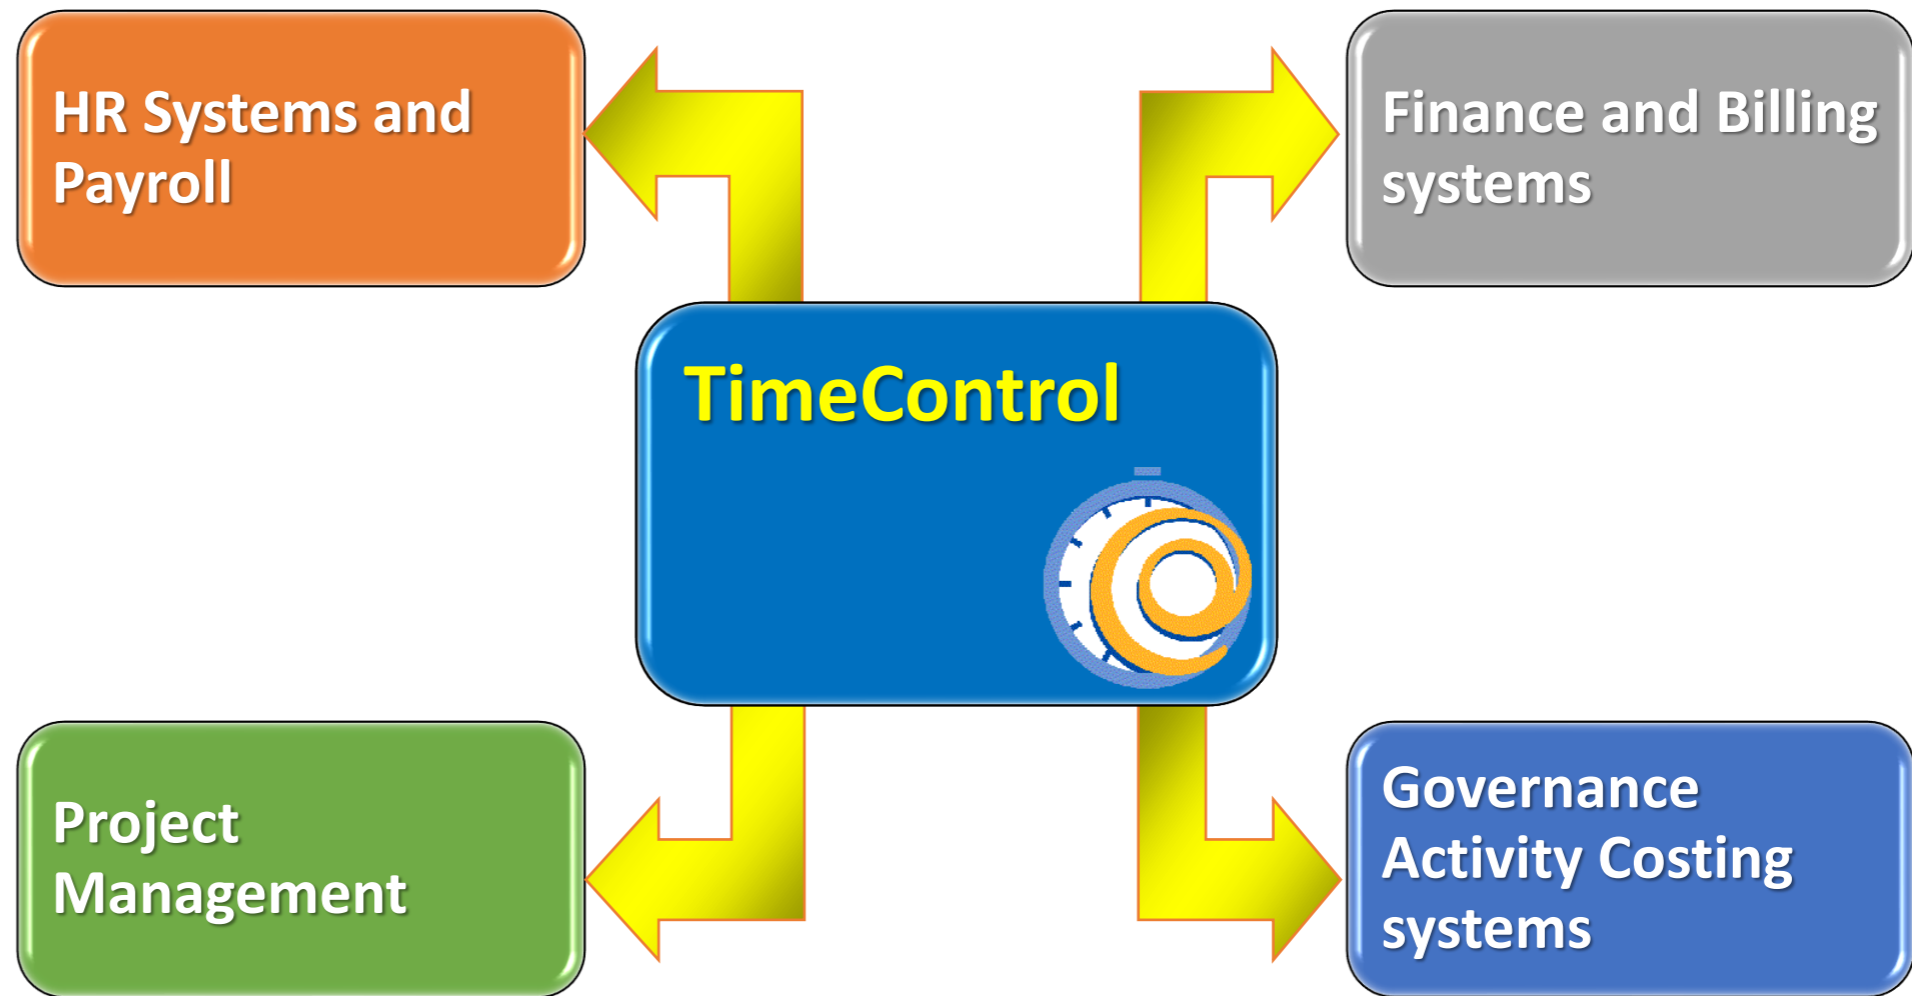 HR Systems and
Payroll
Finance and Billing
systems
TimeControl
Project
Management
Governance
Activity Costing
systems